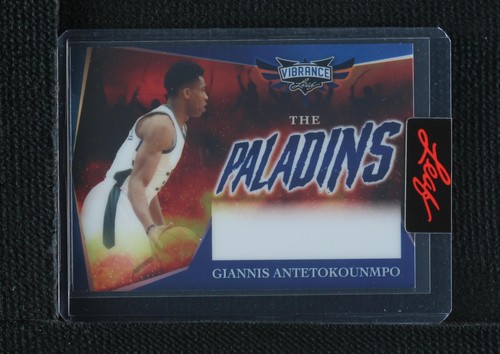 VIBRANCE
Leaf
THE
PALADINS
Leaf
GIANNIS ANTETOKOUNMPO